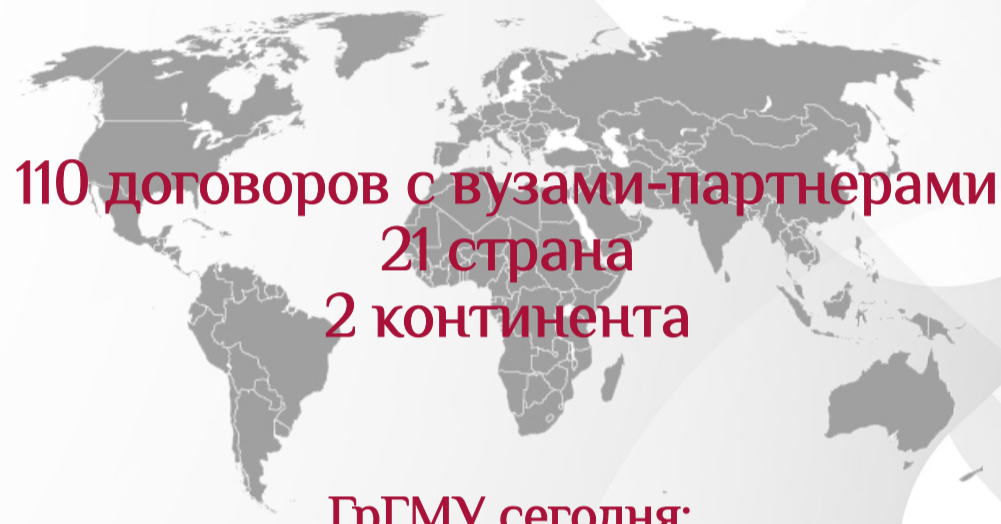 110 договоров с вузами-партнерами
21 страна
2 континента
ГрГМУ сегодня: